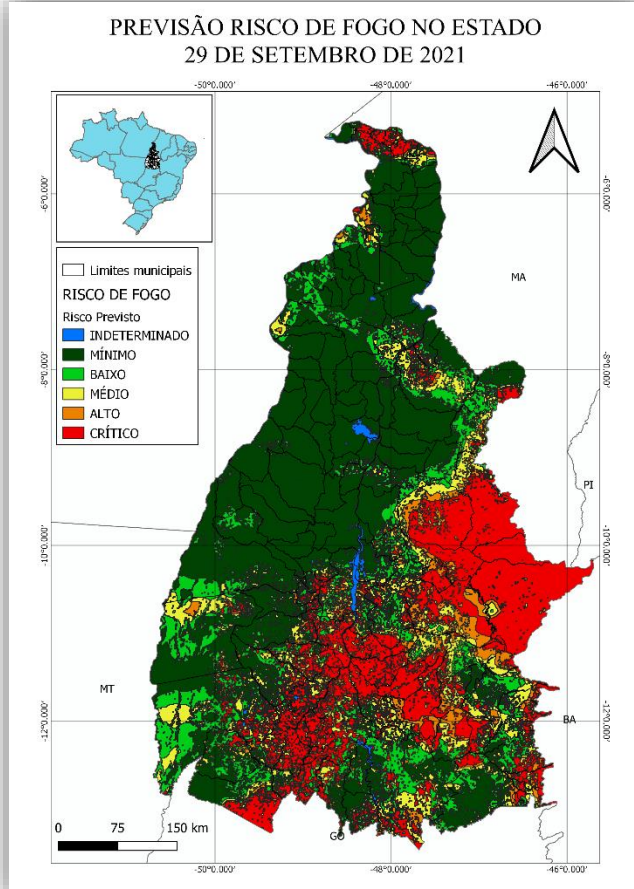 PREVISÃO RISCO DE FOGO NO ESTADO
29 DE SETEMBRO DE 2021
-50°0.000'
-48°0.000'
-46°0.000'
-6°0.000'
-6°0.000'
MA
Limites municipais
RISCO DE FOGO
Risco Previsto
INDETERMINADO
MÍNIMO
BAIXO
MÉDIO
ALTO
CRÍTICO
-8°0.000'
-8°0.000'
PI
-10°0.000'
-10°0.000'
MT
BA
-12°0.000'
-12°0.000'
GO
0 75 150 km
-50°0.000'
-48°0.000'
-46°0.000'